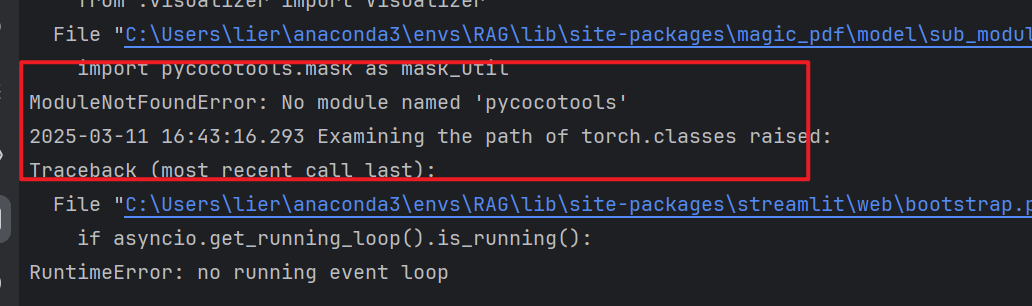 from .visualizer import Visualizer
File "C:\Users\lier\anaconda3\envs\RAG\lib\site-packages\magic_pdf\model\sub_modul
import pycocotools.mask as mask_util
ModuleNotFoundError: No module named 'pycocotools'
2025-03-11 16:43:16.293 Examining the path of torch.classes raised:
Traceback (most recent call last):
File "C:\Users\lier\anaconda3\envs\RAG\lib\site-packages\streamlit\web\bootstrap.p
if asyncio.get_running_loop().is_running():
RuntimeError: no running event loop